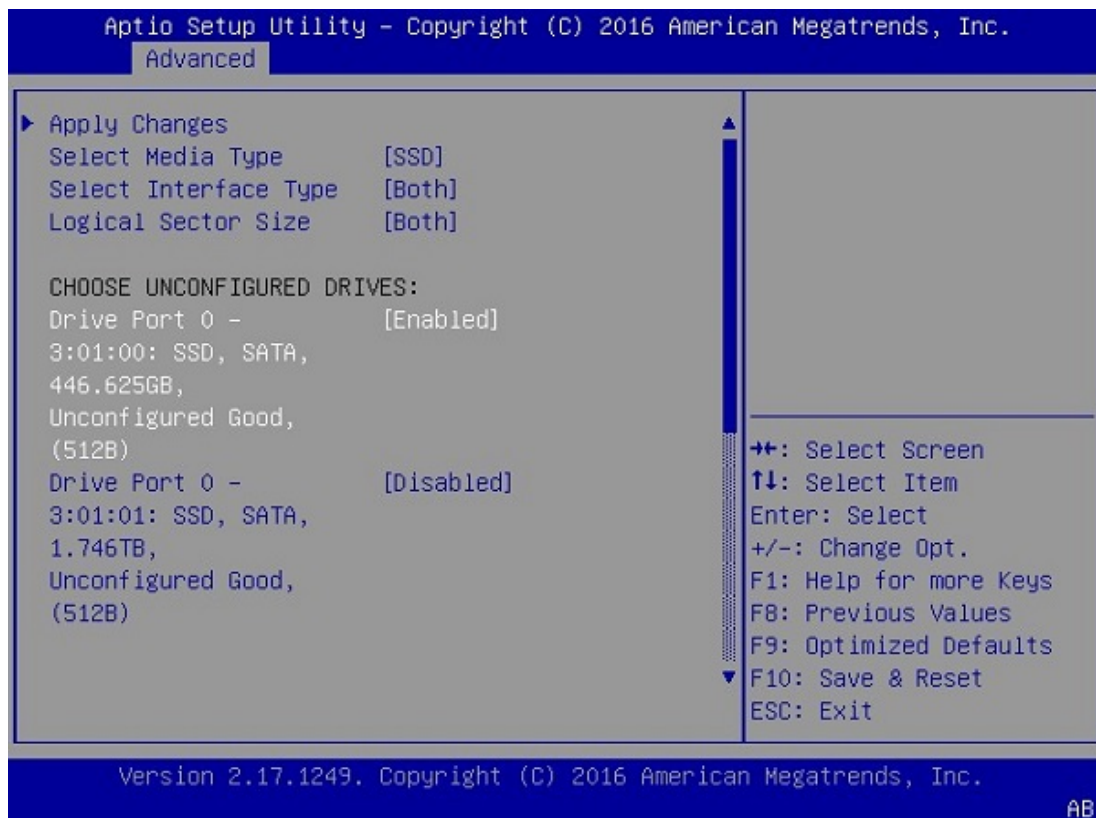 Aptio Setup Utility – Copyright (C) 2016 American Megatrends, Inc.
Advanced
Apply Changes
Select Media Type [SSD]
Select Interface Type [Both]
Logical Sector Size [Both]
CHOOSE UNCONFIGURED DRIVES:
Drive Port 0 – [Enabled]
3:01:00: SSD, SATA,
446.625GB,
Unconfigured Good,
(512B)
Drive Port 0 – [Disabled]
3:01:01: SSD, SATA,
1.746TB,
Unconfigured Good,
(512B)
→←: Select Screen
↑↓: Select Item
Enter: Select
+/-: Change Opt.
F1: Help for more Keys
F8: Previous Values
F9: Optimized Defaults
F10: Save & Reset
ESC: Exit
Version 2.17.1249. Copyright (C) 2016 American Megatrends, Inc.
AB